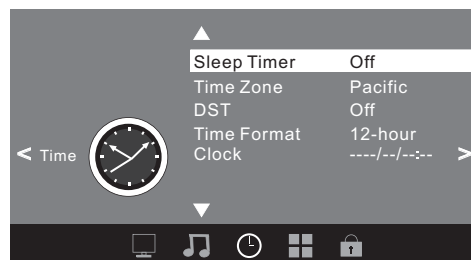 Sleep Timer Off
Time Zone Pacific
DST Off
Time Format 12-hour
< Time Clock ----/--/--:-- >